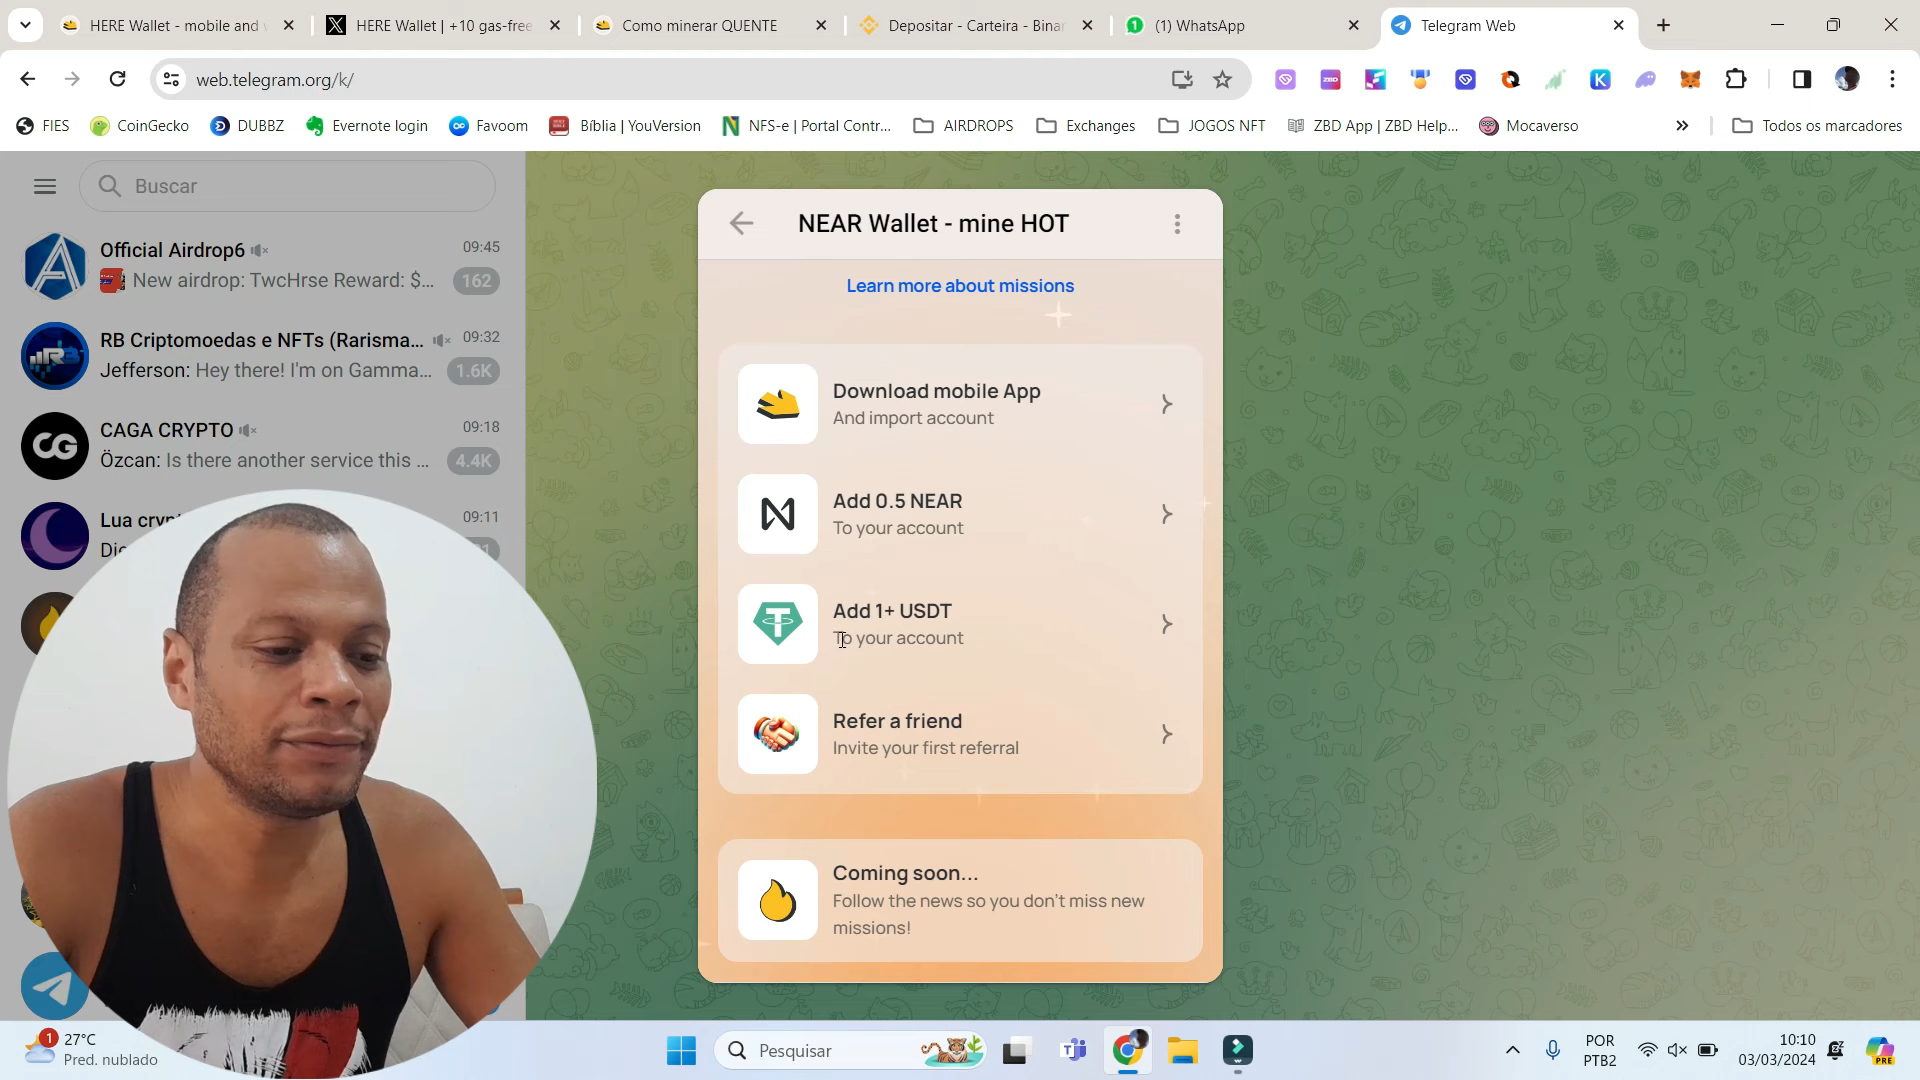 HERE Wallet - mobile and
HERE Wallet | +10 gas-free
Como minerar QUENTE
Depositar - Carteira - Binar
(1) WhatsApp
Telegram Web
web.telegram.org/k/
FIES
CoinGecko
DUBBZ
Evernote login
Favoom
Bíblia | YouVersion
NFS-e | Portal Contr...
AIRDROPS
Exchanges
JOGOS NFT
ZBD App | ZBD Help...
Mocaverso
Todos os marcadores
Buscar
Official Airdrop6
09:45
New airdrop: TwcHrse Reward: $...
162
RB Criptomoedas e NFTs (Rarisma...
09:32
Jefferson: Hey there! I'm on Gamma...
1.6K
CAGA CRYPTO
09:18
Özcan: Is there another service this ...
4.4K
Lua cryp
09:11
NEAR Wallet - mine HOT
Learn more about missions
Download mobile App
And import account
Add 0.5 NEAR
To your account
Add 1+ USDT
To your account
Refer a friend
Invite your first referral
Coming soon...
Follow the news so you don't miss new
missions!
1
27°C
Pred. nublado
Pesquisar
POR
PTB2
10:10
03/03/2024
PRE